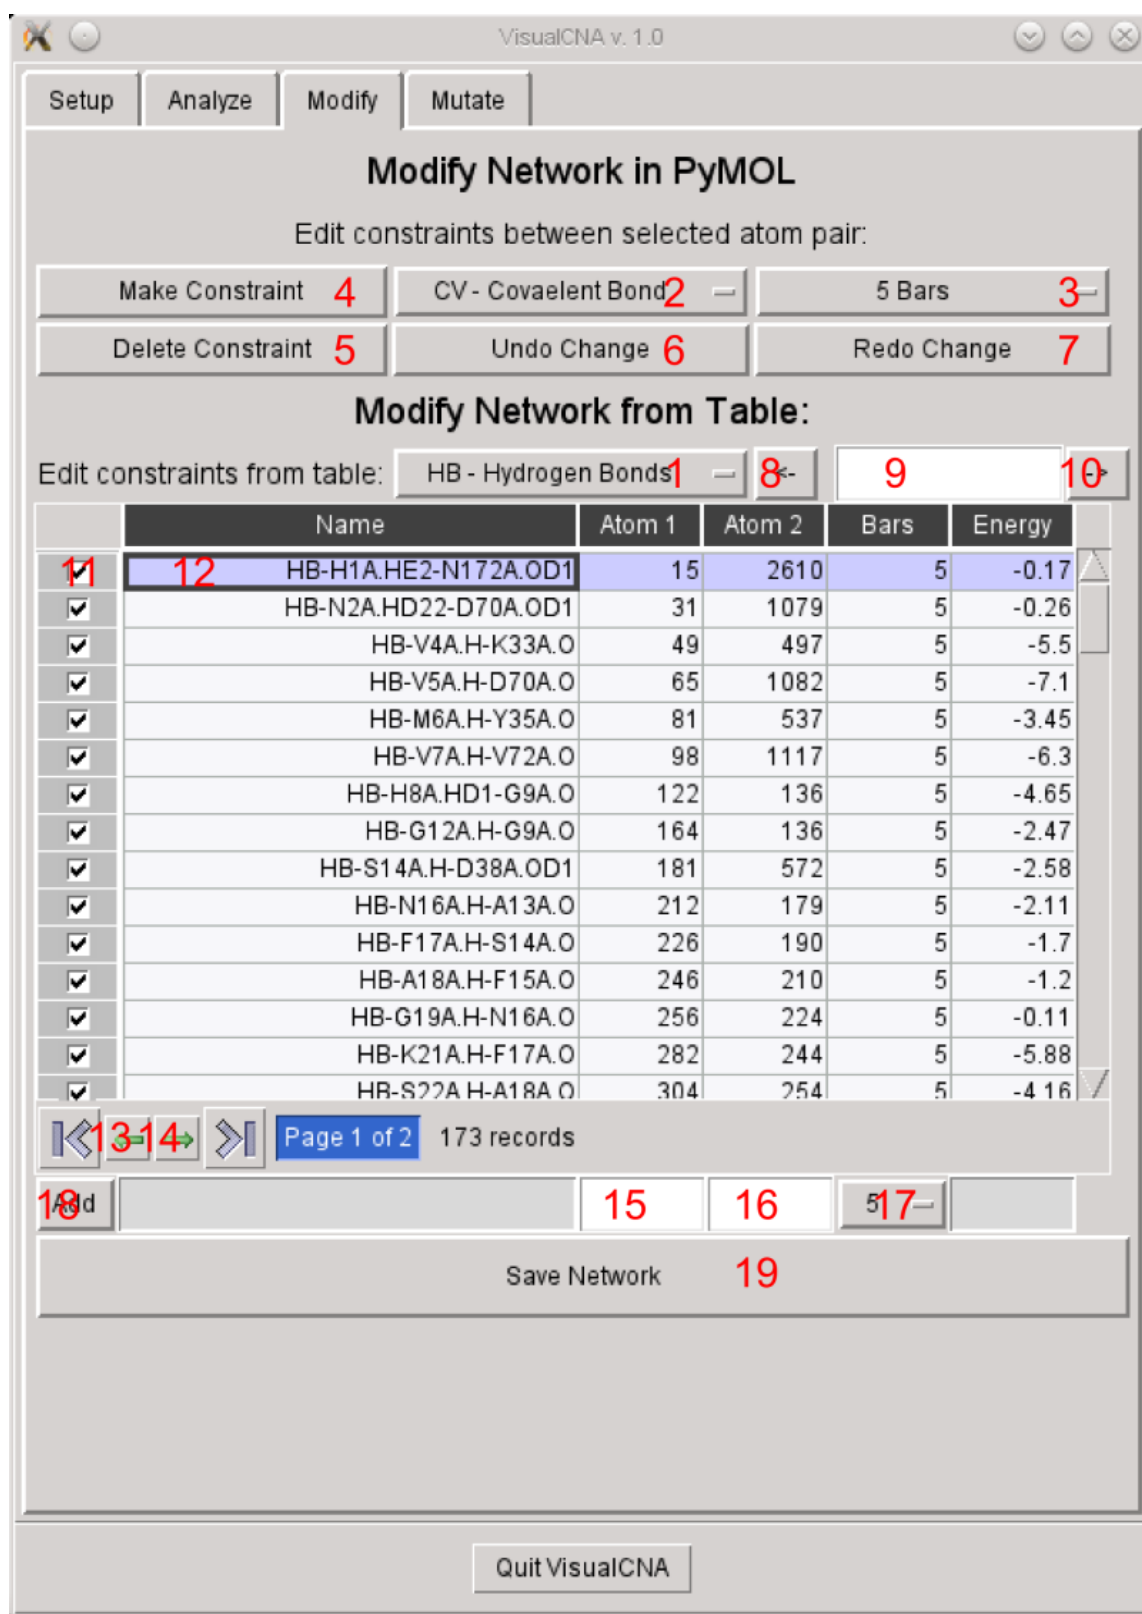 VisualCNA v. 1.0
Setup Analyze Modify Mutate
Modify Network in PyMOL
Edit constraints between selected atom pair:
Make Constraint 4 CV - Covaelent Bond 2 5 Bars 3
Delete Constraint 5 Undo Change 6 Redo Change 7
Modify Network from Table:
Edit constraints from table: HB - Hydrogen Bonds 1 8 <- 9 10 ->
Name Atom 1 Atom 2 Bars Energy
11 12 HB-H1A.HE2-N172A.OD1 15 2610 5 -0.17
HB-N2A.HD22-D70A.OD1 31 1079 5 -0.26
HB-V4A.H-K33A.O 49 497 5 -5.5
HB-V5A.H-D70A.O 65 1082 5 -7.1
HB-M6A.H-Y35A.O 81 537 5 -3.45
HB-V7A.H-V72A.O 98 1117 5 -6.3
HB-H8A.HD1-G9A.O 122 136 5 -4.65
HB-G12A.H-G9A.O 164 136 5 -2.47
HB-S14A.H-D38A.OD1 181 572 5 -2.58
HB-N16A.H-A13A.O 212 179 5 -2.11
HB-F17A.H-S14A.O 226 190 5 -1.7
HB-A18A.H-F15A.O 246 210 5 -1.2
HB-G19A.H-N16A.O 256 224 5 -0.11
HB-K21A.H-F17A.O 282 244 5 -5.88
HB-S22A.H-A18A.O 304 254 5 -4.16
13 14 Page 1 of 2 173 records
Add 18 15 16 5 17
Save Network 19
Quit VisualCNA